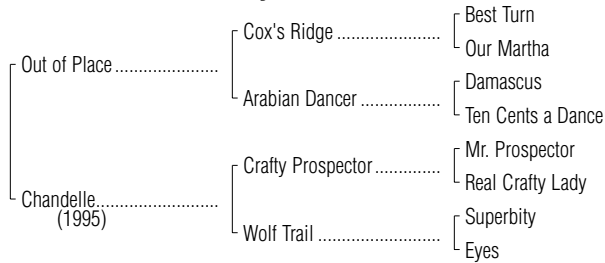 Best Turn
Cox's Ridge ....................
Our Martha
Out of Place ....................
Damascus
Arabian Dancer ................
Ten Cents a Dance
Mr. Prospector
Crafty Prospector.............
Real Crafty Lady
Chandelle........................
(1995)
Superbity
Wolf Trail ........................
Eyes